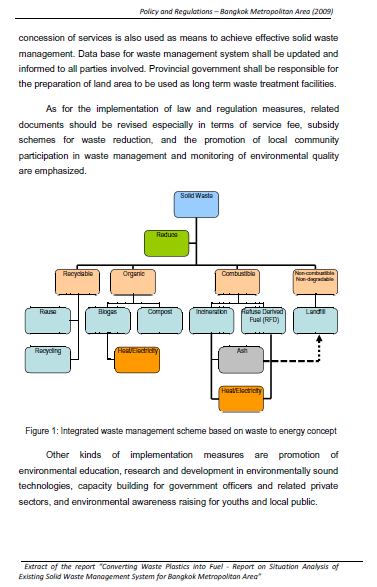 Policy and Regulations – Bangkok Metropolitan Area (2009)
concession of services is also used as means to achieve effective solid waste
management. Data base for waste management system shall be updated and
informed to all parties involved. Provincial government shall be responsible for
the preparation of land area to be used as long term waste treatment facilities.
As for the implementation of law and regulation measures, related
documents should be revised especially in terms of service fee, subsidy
schemes for waste reduction, and the promotion of local community
participation in waste management and monitoring of environmental quality
are emphasized.
Solid Waste
Reduce
Recyclable
Organic
Combustible
Non-combustible
Non-degradable
Reuse
Biogas
Compost
Incineration
Refuse Derived
Fuel (RFD)
Landfill
Recycling
Heat/Electricity
Ash
Heat/Electricity
Figure 1: Integrated waste management scheme based on waste to energy concept
Other kinds of implementation measures are promotion of
environmental education, research and development in environmentally sound
technologies, capacity building for government officers and related private
sectors, and environmental awareness raising for youths and local public.
Extract of the report "Converting Waste Plastics into Fuel - Report on Situation Analysis of
Existing Solid Waste Management System for Bangkok Metropolitan Area"